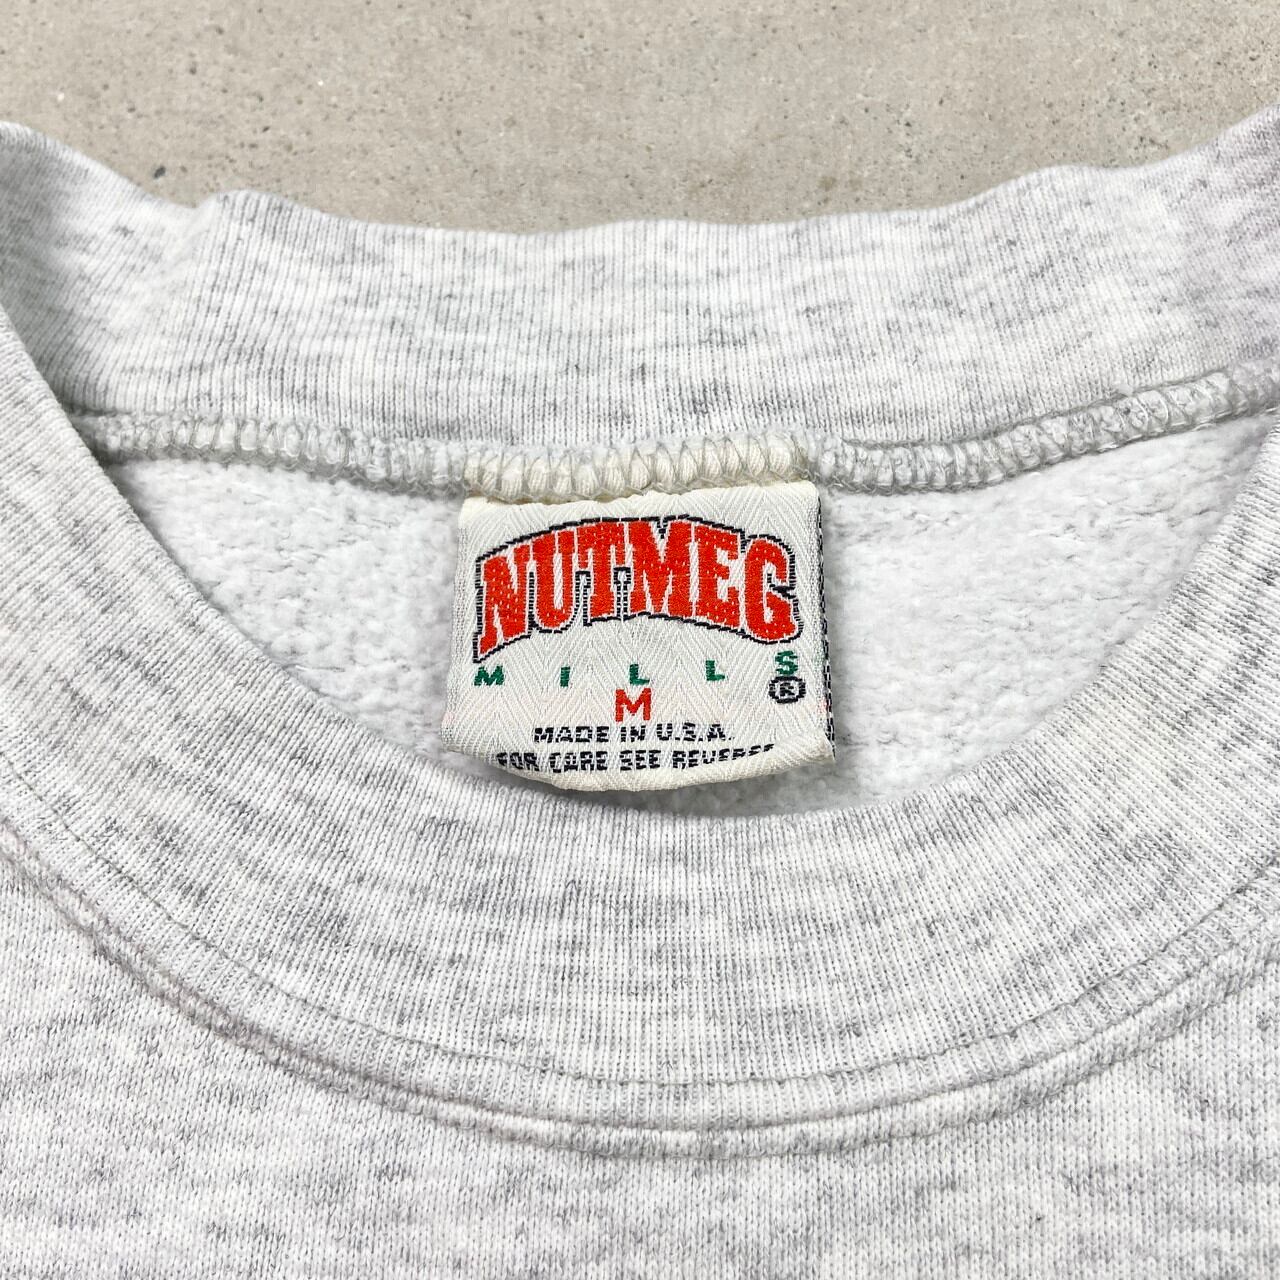 NUTMEG
MILLS
®
M
MADE IN U.S.A.
FOR CARE SEE REVERSE